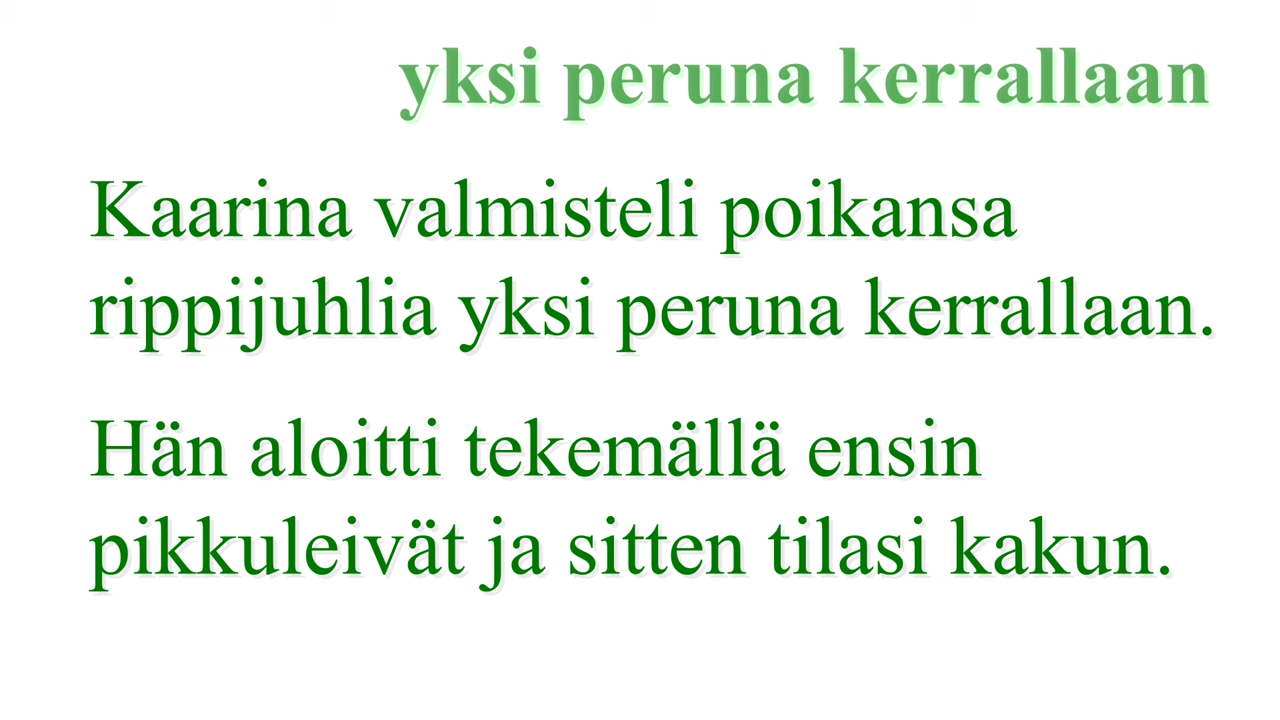 yksi peruna kerrallaan
Kaarina valmisteli poikansa
rippijuhlia yksi peruna kerrallaan.
Hän aloitti tekemällä ensin
pikkuleivät ja sitten tilasi kakun.